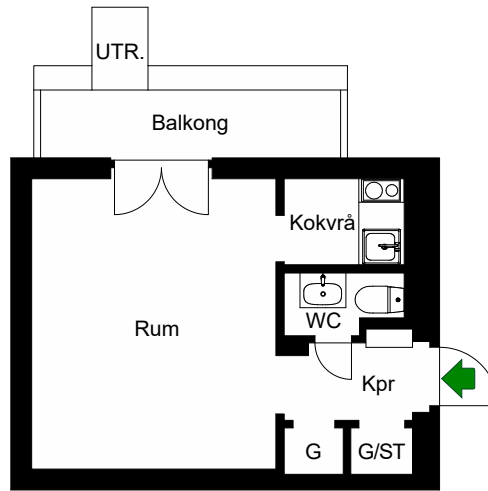 UTR.
Balkong
Kokvrå
WC
Rum
Kpr
G
G/ST